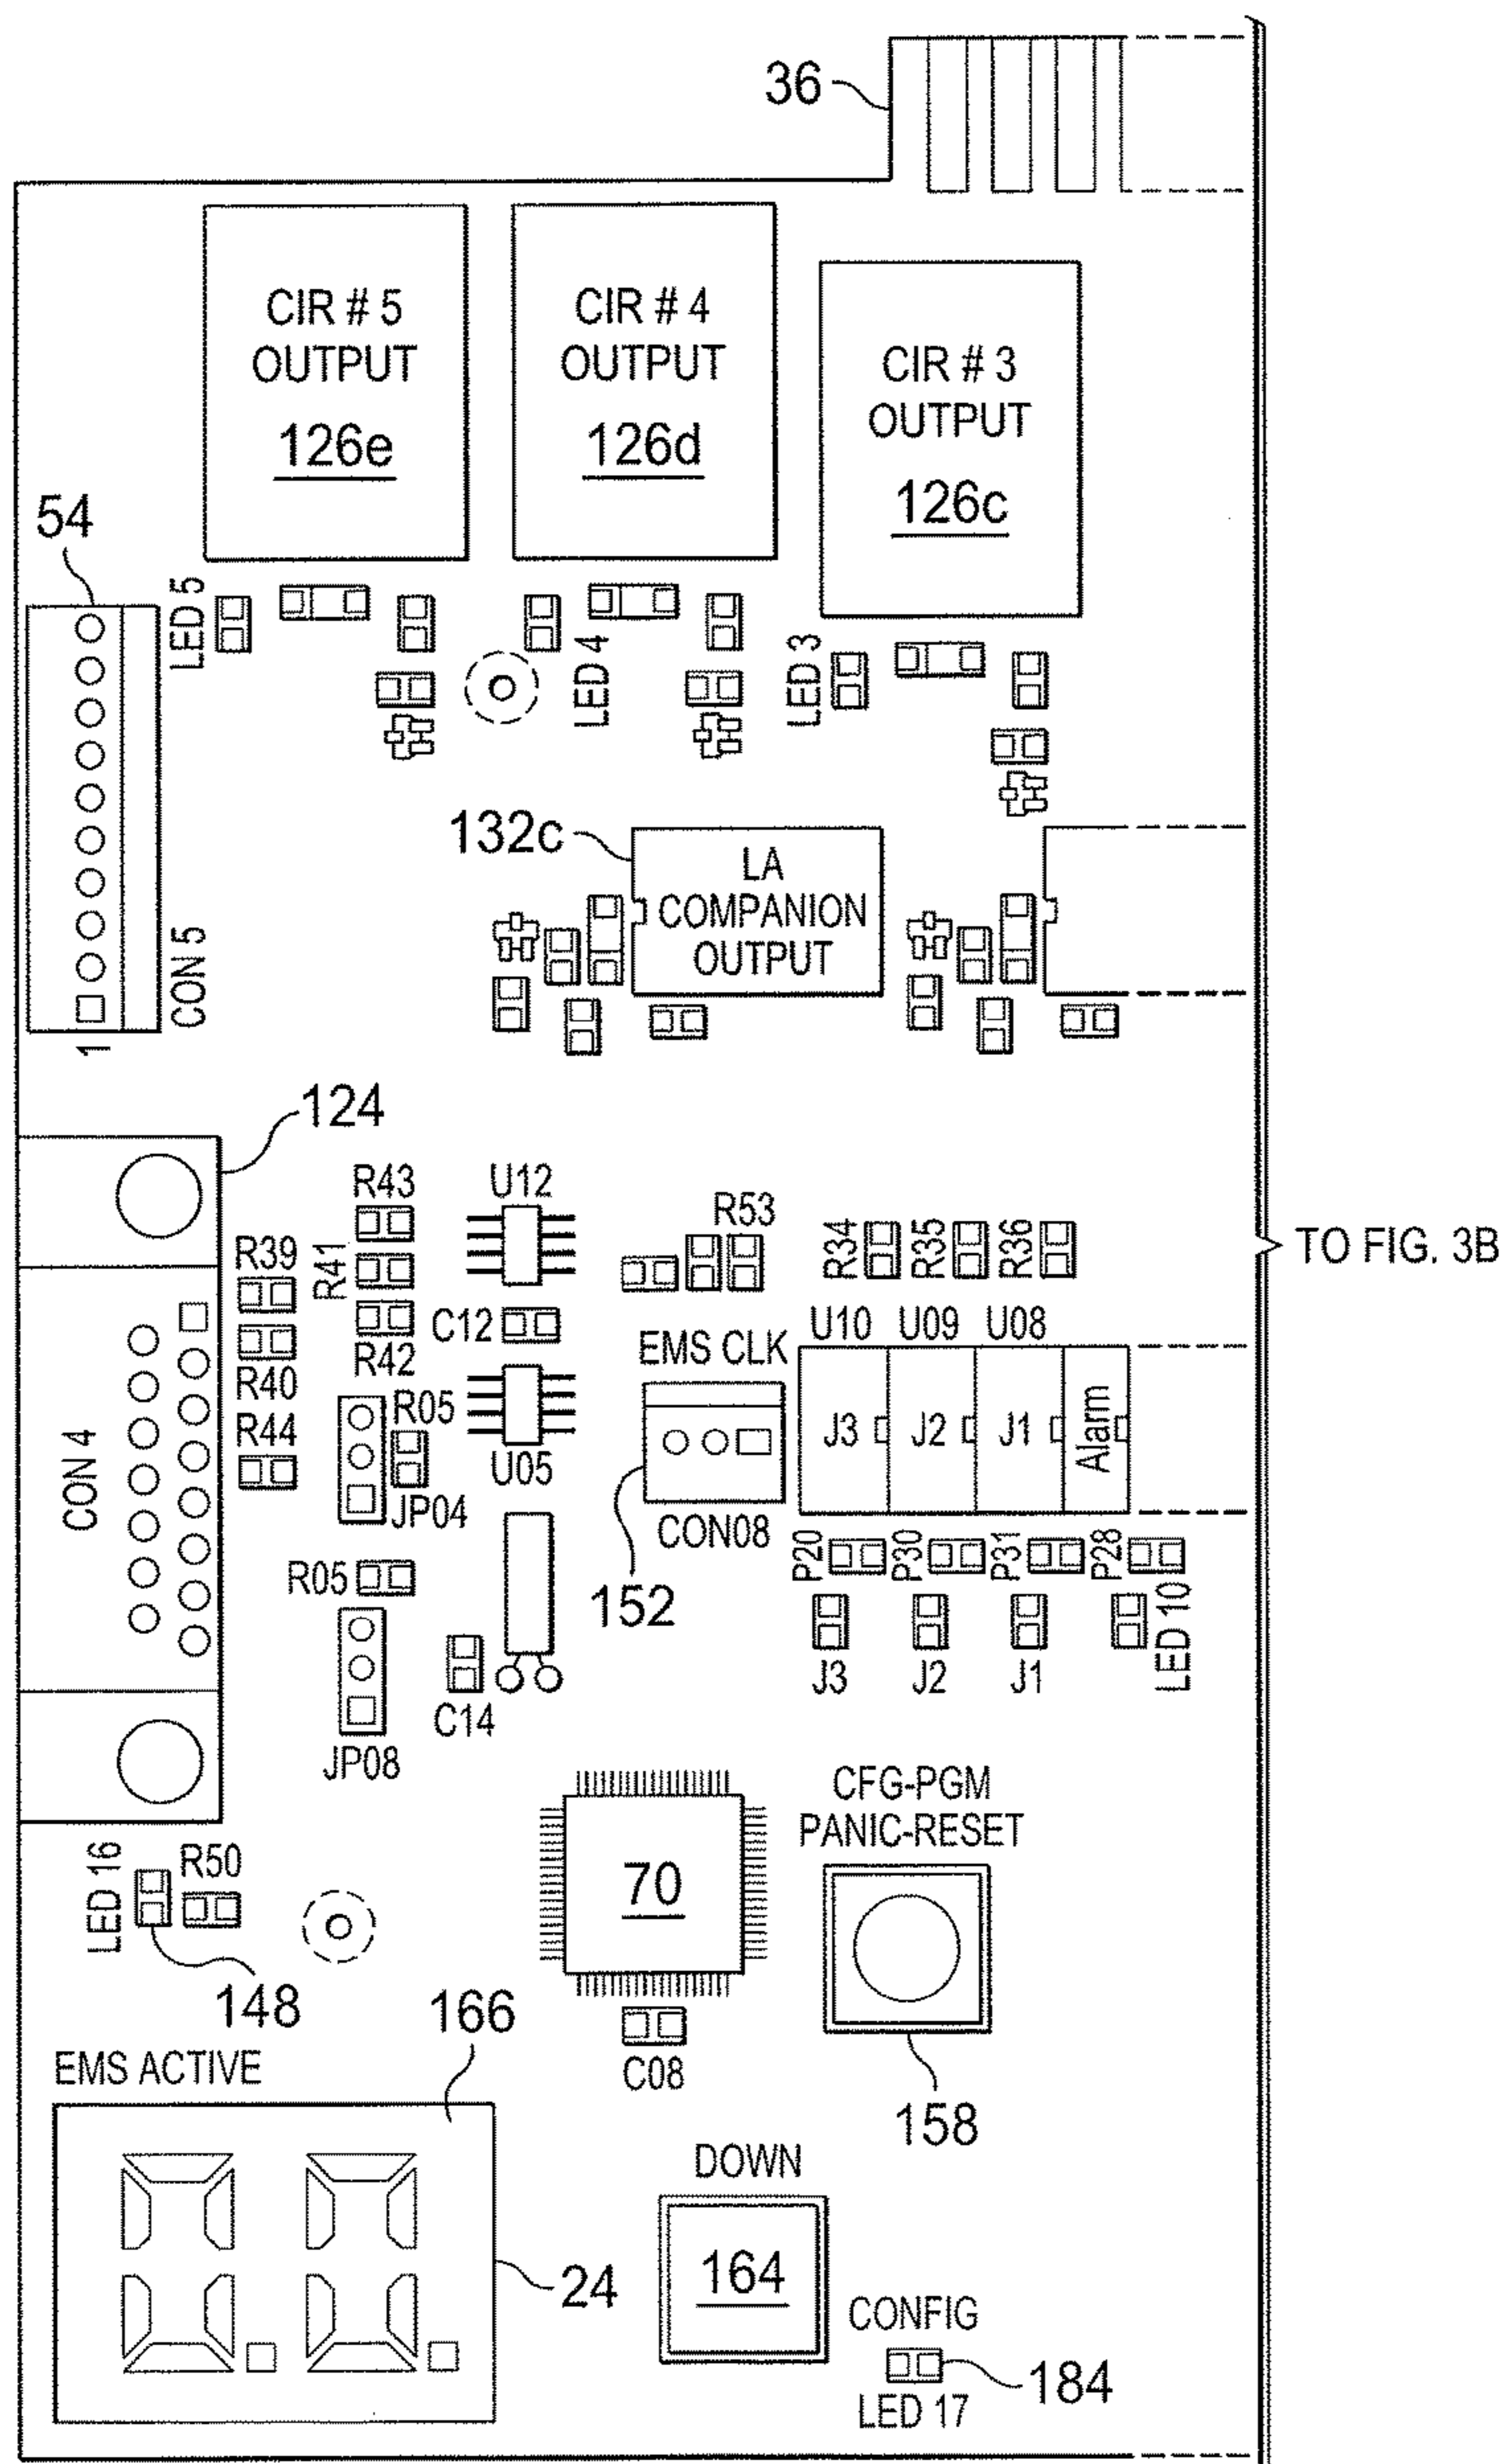 36
CIR # 5
OUTPUT
126e
CIR # 4
OUTPUT
126d
CIR # 3
OUTPUT
126c
54
LED 5
LED 4
LED 3
CON 5
1
132c
LA
COMPANION
OUTPUT
124
R43
U12
R53
R34
R35
R36
TO FIG. 3B
R39
R41
R40
R42
C12
EMS CLK
U10
U09
U08
CON 4
R44
R05
JP04
U05
J3
J2
J1
Alarm
CON08
152
P20
P30
P31
P28
R05
JP08
C14
J3
J2
J1
LED 10
CFG-PGM
PANIC-RESET
LED 16
R50
70
148
166
C08
158
EMS ACTIVE
DOWN
24
164
CONFIG
184
LED 17